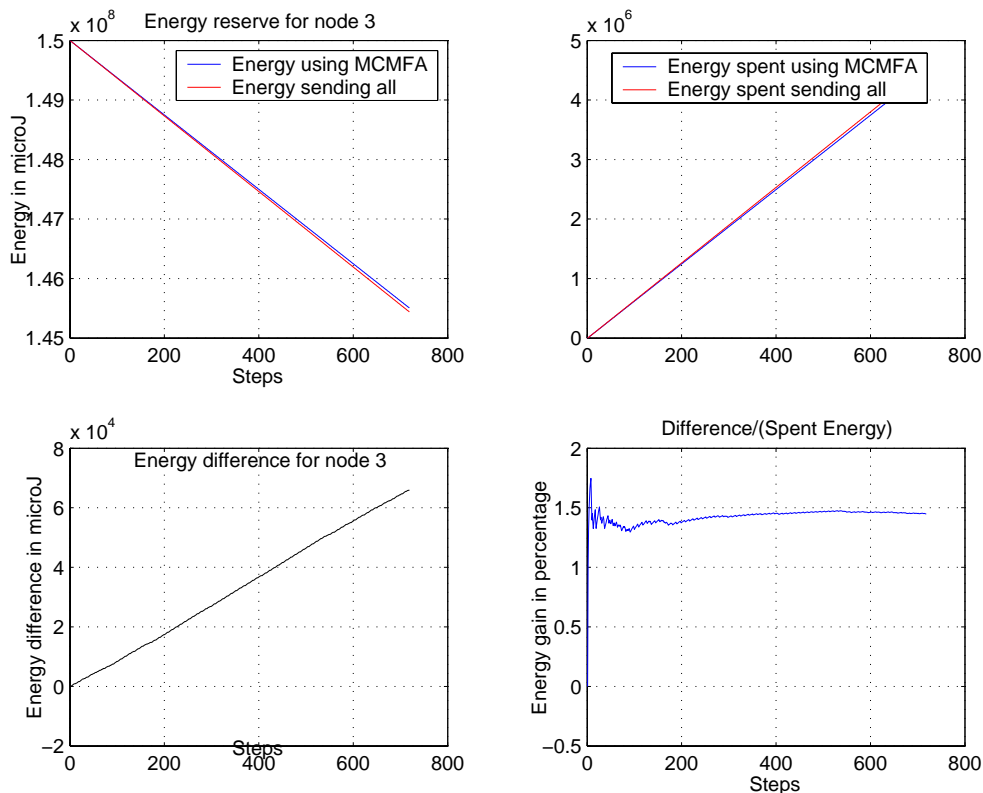 x 10^8
Energy reserve for node 3
1.5
1.49
1.48
1.47
1.46
1.45
0
200
400
600
800
Steps
Energy in microJ
Energy using MCMFA
Energy sending all
x 10^6
5
4
3
2
1
0
0
200
400
600
800
Energy spent using MCMFA
Energy spent sending all
x 10^4
Energy difference for node 3
8
6
4
2
0
−2
0
200
400
600
800
Steps
Energy difference in microJ
Difference/(Spent Energy)
2
1.5
1
0.5
0
−0.5
0
200
400
600
800
Steps
Energy gain in percentage